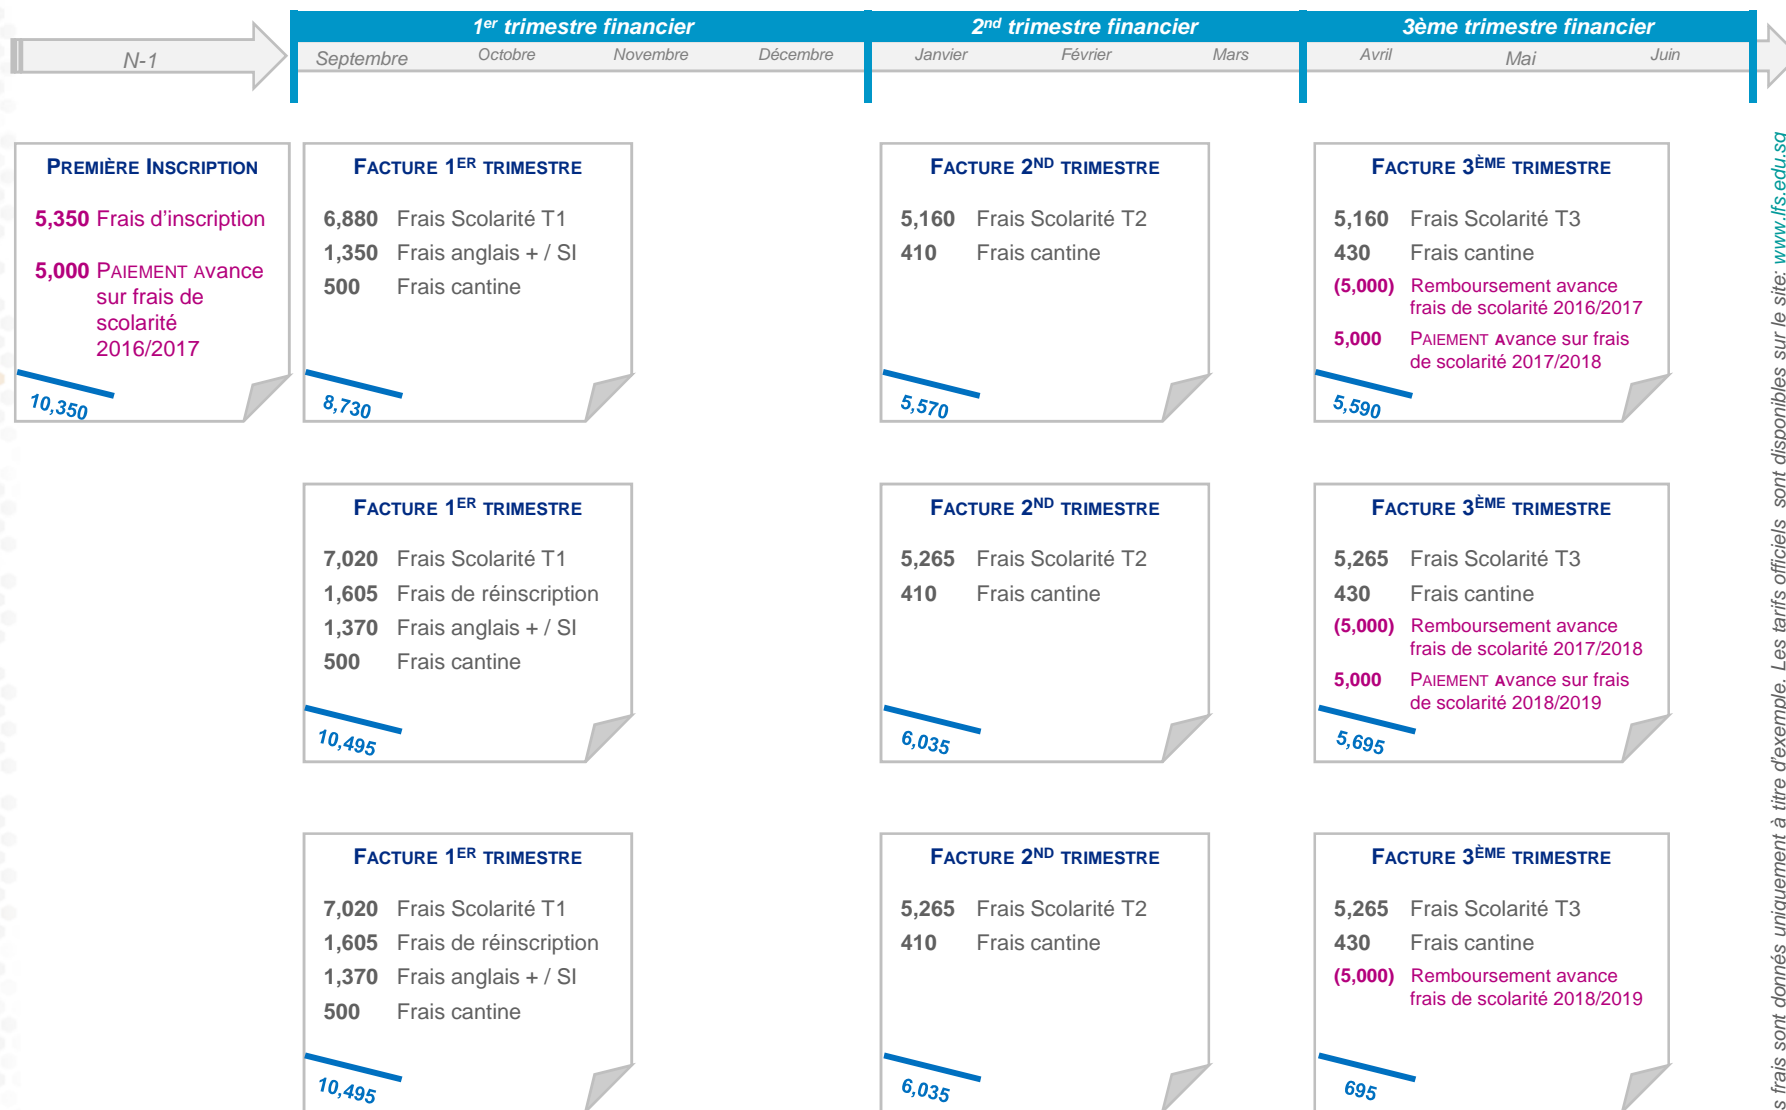 1er trimestre financier
2nd trimestre financier
3ème trimestre financier
N-1
Septembre
Octobre
Novembre
Décembre
Janvier
Février
Mars
Avril
Mai
Juin
PREMIÈRE INSCRIPTION
5,350 Frais d'inscription
5,000 PAIEMENT AVance
sur frais de
scolarité
2016/2017
10,350
FACTURE 1ER TRIMESTRE
6,880 Frais Scolarité T1
1,350 Frais anglais + / SI
500 Frais cantine
8,730
FACTURE 2ND TRIMESTRE
5,160 Frais Scolarité T2
410 Frais cantine
5,570
FACTURE 3ÈME TRIMESTRE
5,160 Frais Scolarité T3
430 Frais cantine
(5,000) Remboursement avance
frais de scolarité 2016/2017
5,000 PAIEMENT AVance sur frais
de scolarité 2017/2018
5,590
FACTURE 1ER TRIMESTRE
7,020 Frais Scolarité T1
1,605 Frais de réinscription
1,370 Frais anglais + / SI
500 Frais cantine
10,495
FACTURE 2ND TRIMESTRE
5,265 Frais Scolarité T2
410 Frais cantine
6,035
FACTURE 3ÈME TRIMESTRE
5,265 Frais Scolarité T3
430 Frais cantine
(5,000) Remboursement avance
frais de scolarité 2017/2018
5,000 PAIEMENT AVance sur frais
de scolarité 2018/2019
5,695
FACTURE 1ER TRIMESTRE
7,020 Frais Scolarité T1
1,605 Frais de réinscription
1,370 Frais anglais + / SI
500 Frais cantine
10,495
FACTURE 2ND TRIMESTRE
5,265 Frais Scolarité T2
410 Frais cantine
6,035
FACTURE 3ÈME TRIMESTRE
5,265 Frais Scolarité T3
430 Frais cantine
(5,000) Remboursement avance
frais de scolarité 2018/2019
695
frais sont donnés uniquement à titre d'exemple. Les tarifs officiels sont disponibles sur le site: www.lfs.edu.sg